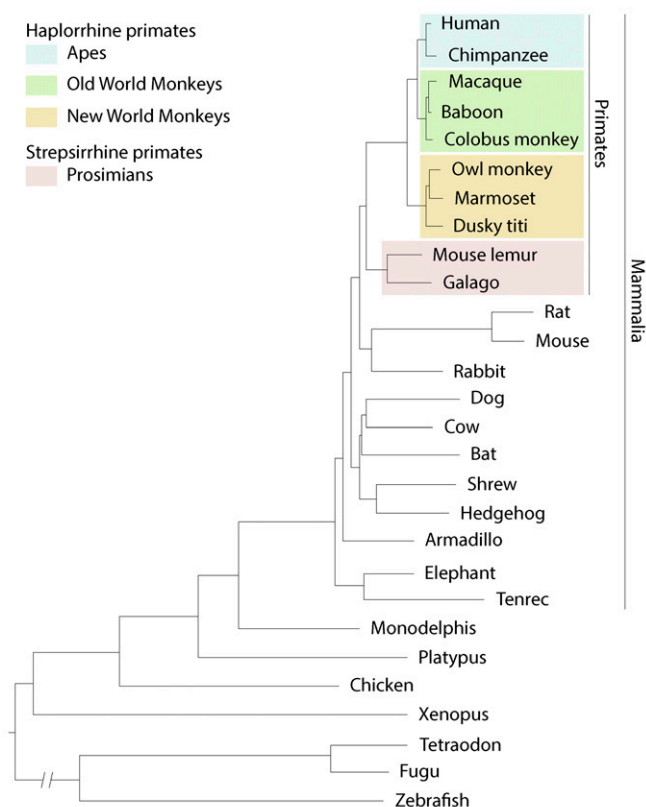 Haplorrhine primates
Apes
Old World Monkeys
New World Monkeys
Strepsirrhine primates
Prosimians
Human
Chimpanzee
Macaque
Baboon
Colobus monkey
Owl monkey
Marmoset
Dusky titi
Mouse lemur
Galago
Primates
Mammalia
Rat
Mouse
Rabbit
Dog
Cow
Bat
Shrew
Hedgehog
Armadillo
Elephant
Tenrec
Monodelphis
Platypus
Chicken
Xenopus
Tetraodon
Fugu
Zebrafish